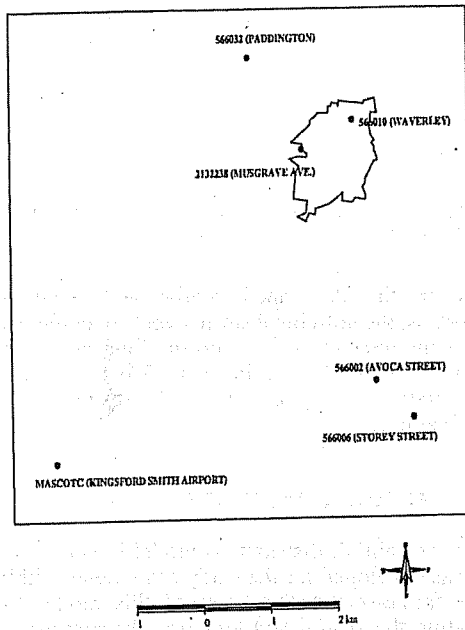 566032 (PADDINGTON)
566010 (WAVERLEY)
2132238 (MUSGRAVE AVE.)
566002 (AVOCA STREET)
566006 (STOREY STREET)
MASCOTC (KINGSFORD SMITH AIRPORT)
1 0 1 2 km